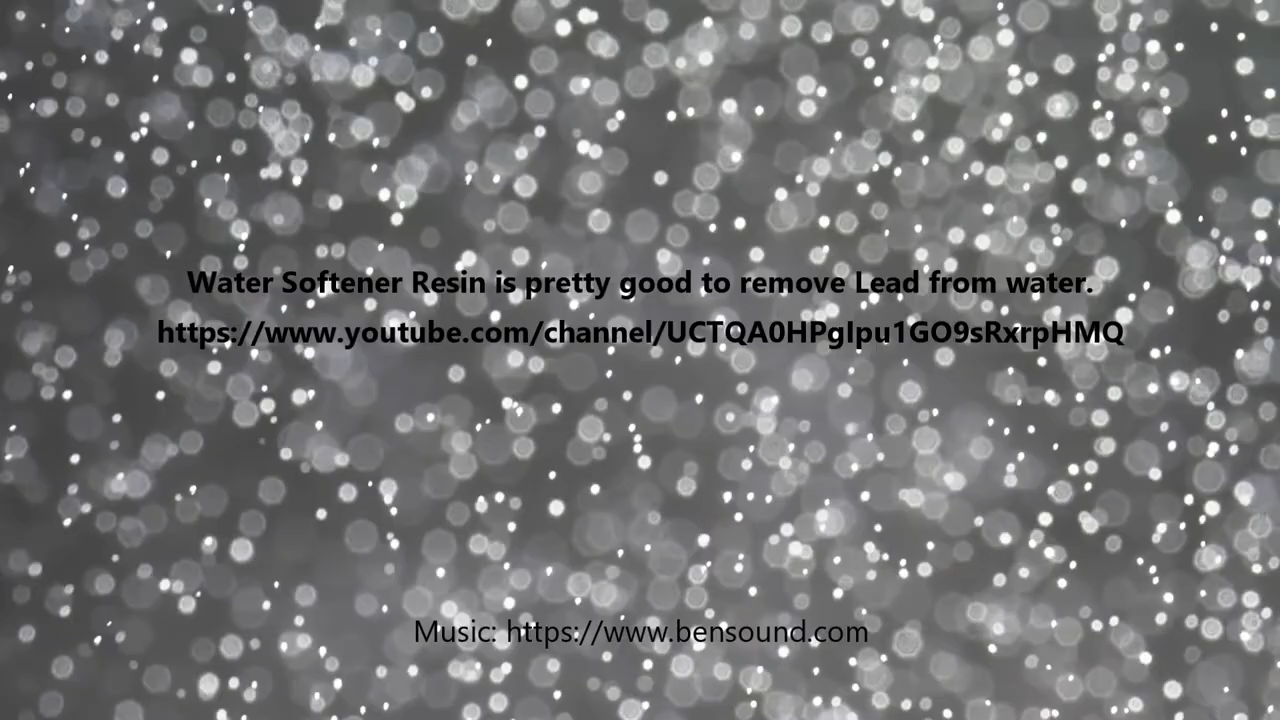 Water Softener Resin is pretty good to remove Lead from water.
https://www.youtube.com/channel/UCTQA0HPgIpu1GO9sRxrpHMQ
Music: https://www.bensound.com